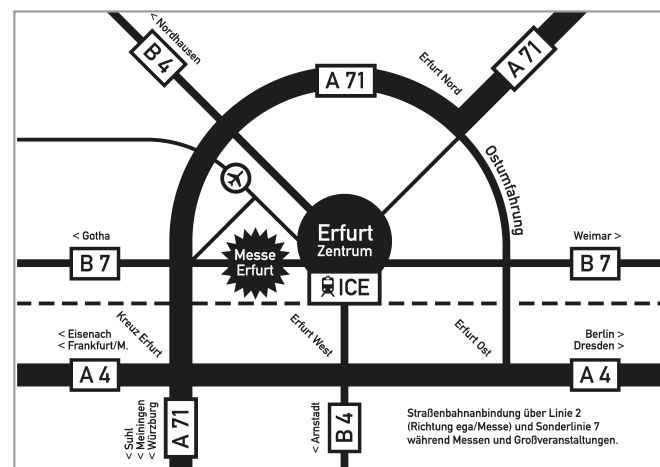 < Nordhausen
B 4
A 71
Erfurt Nord
A 71
Ostumfahrung
< Gotha
B 7
Messe
Erfurt
Erfurt
Zentrum
ICE
Weimar >
B 7
< Eisenach
< Frankfurt/M.
A 4
Kreuz Erfurt
Erfurt West
Erfurt Ost
Berlin >
Dresden >
A 4
< Suhl
< Meiningen
< Würzburg
A 71
< Arnstadt
B 4
Straßenbahnanbindung über Linie 2
(Richtung ega/Messe) und Sonderlinie 7
während Messen und Großveranstaltungen.